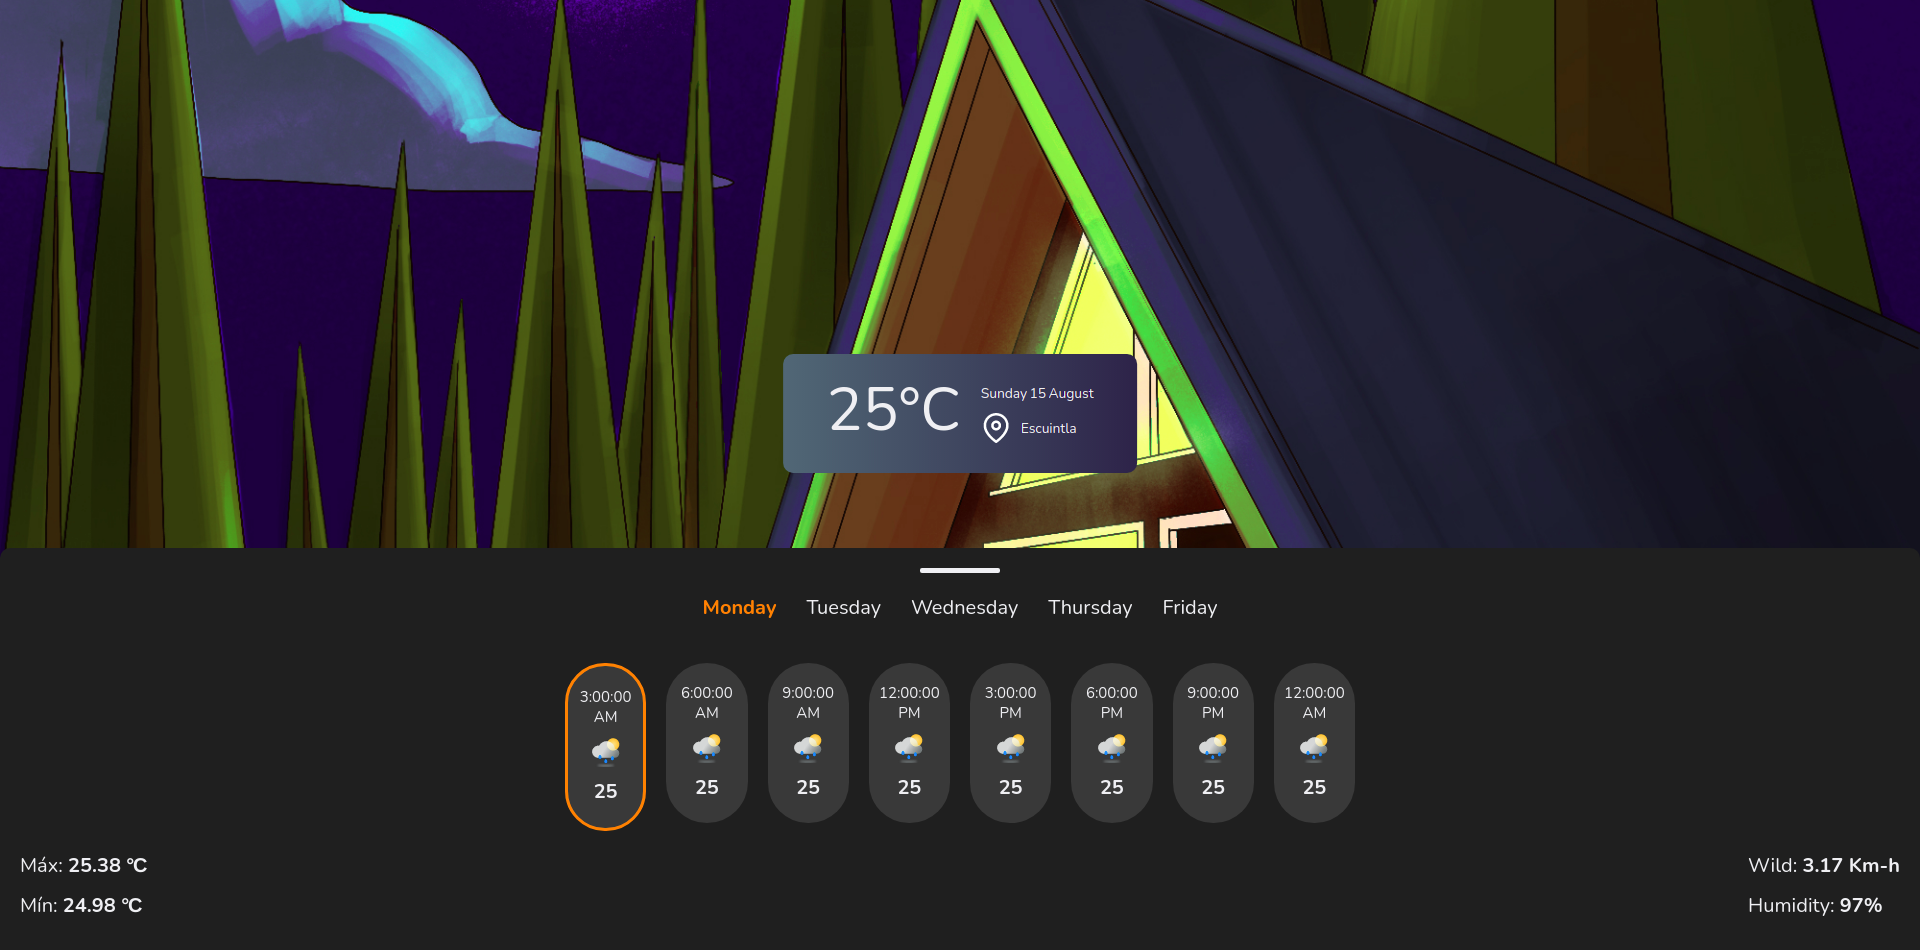 25°C
Sunday 15 August
Escuintla
Monday Tuesday Wednesday Thursday Friday
3:00:00 6:00:00 9:00:00 12:00:00 3:00:00 6:00:00 9:00:00 12:00:00
AM AM AM PM PM PM PM AM
25 25 25 25 25 25 25 25
Máx: 25.38 °C
Mín: 24.98 °C
Wild: 3.17 Km-h
Humidity: 97%